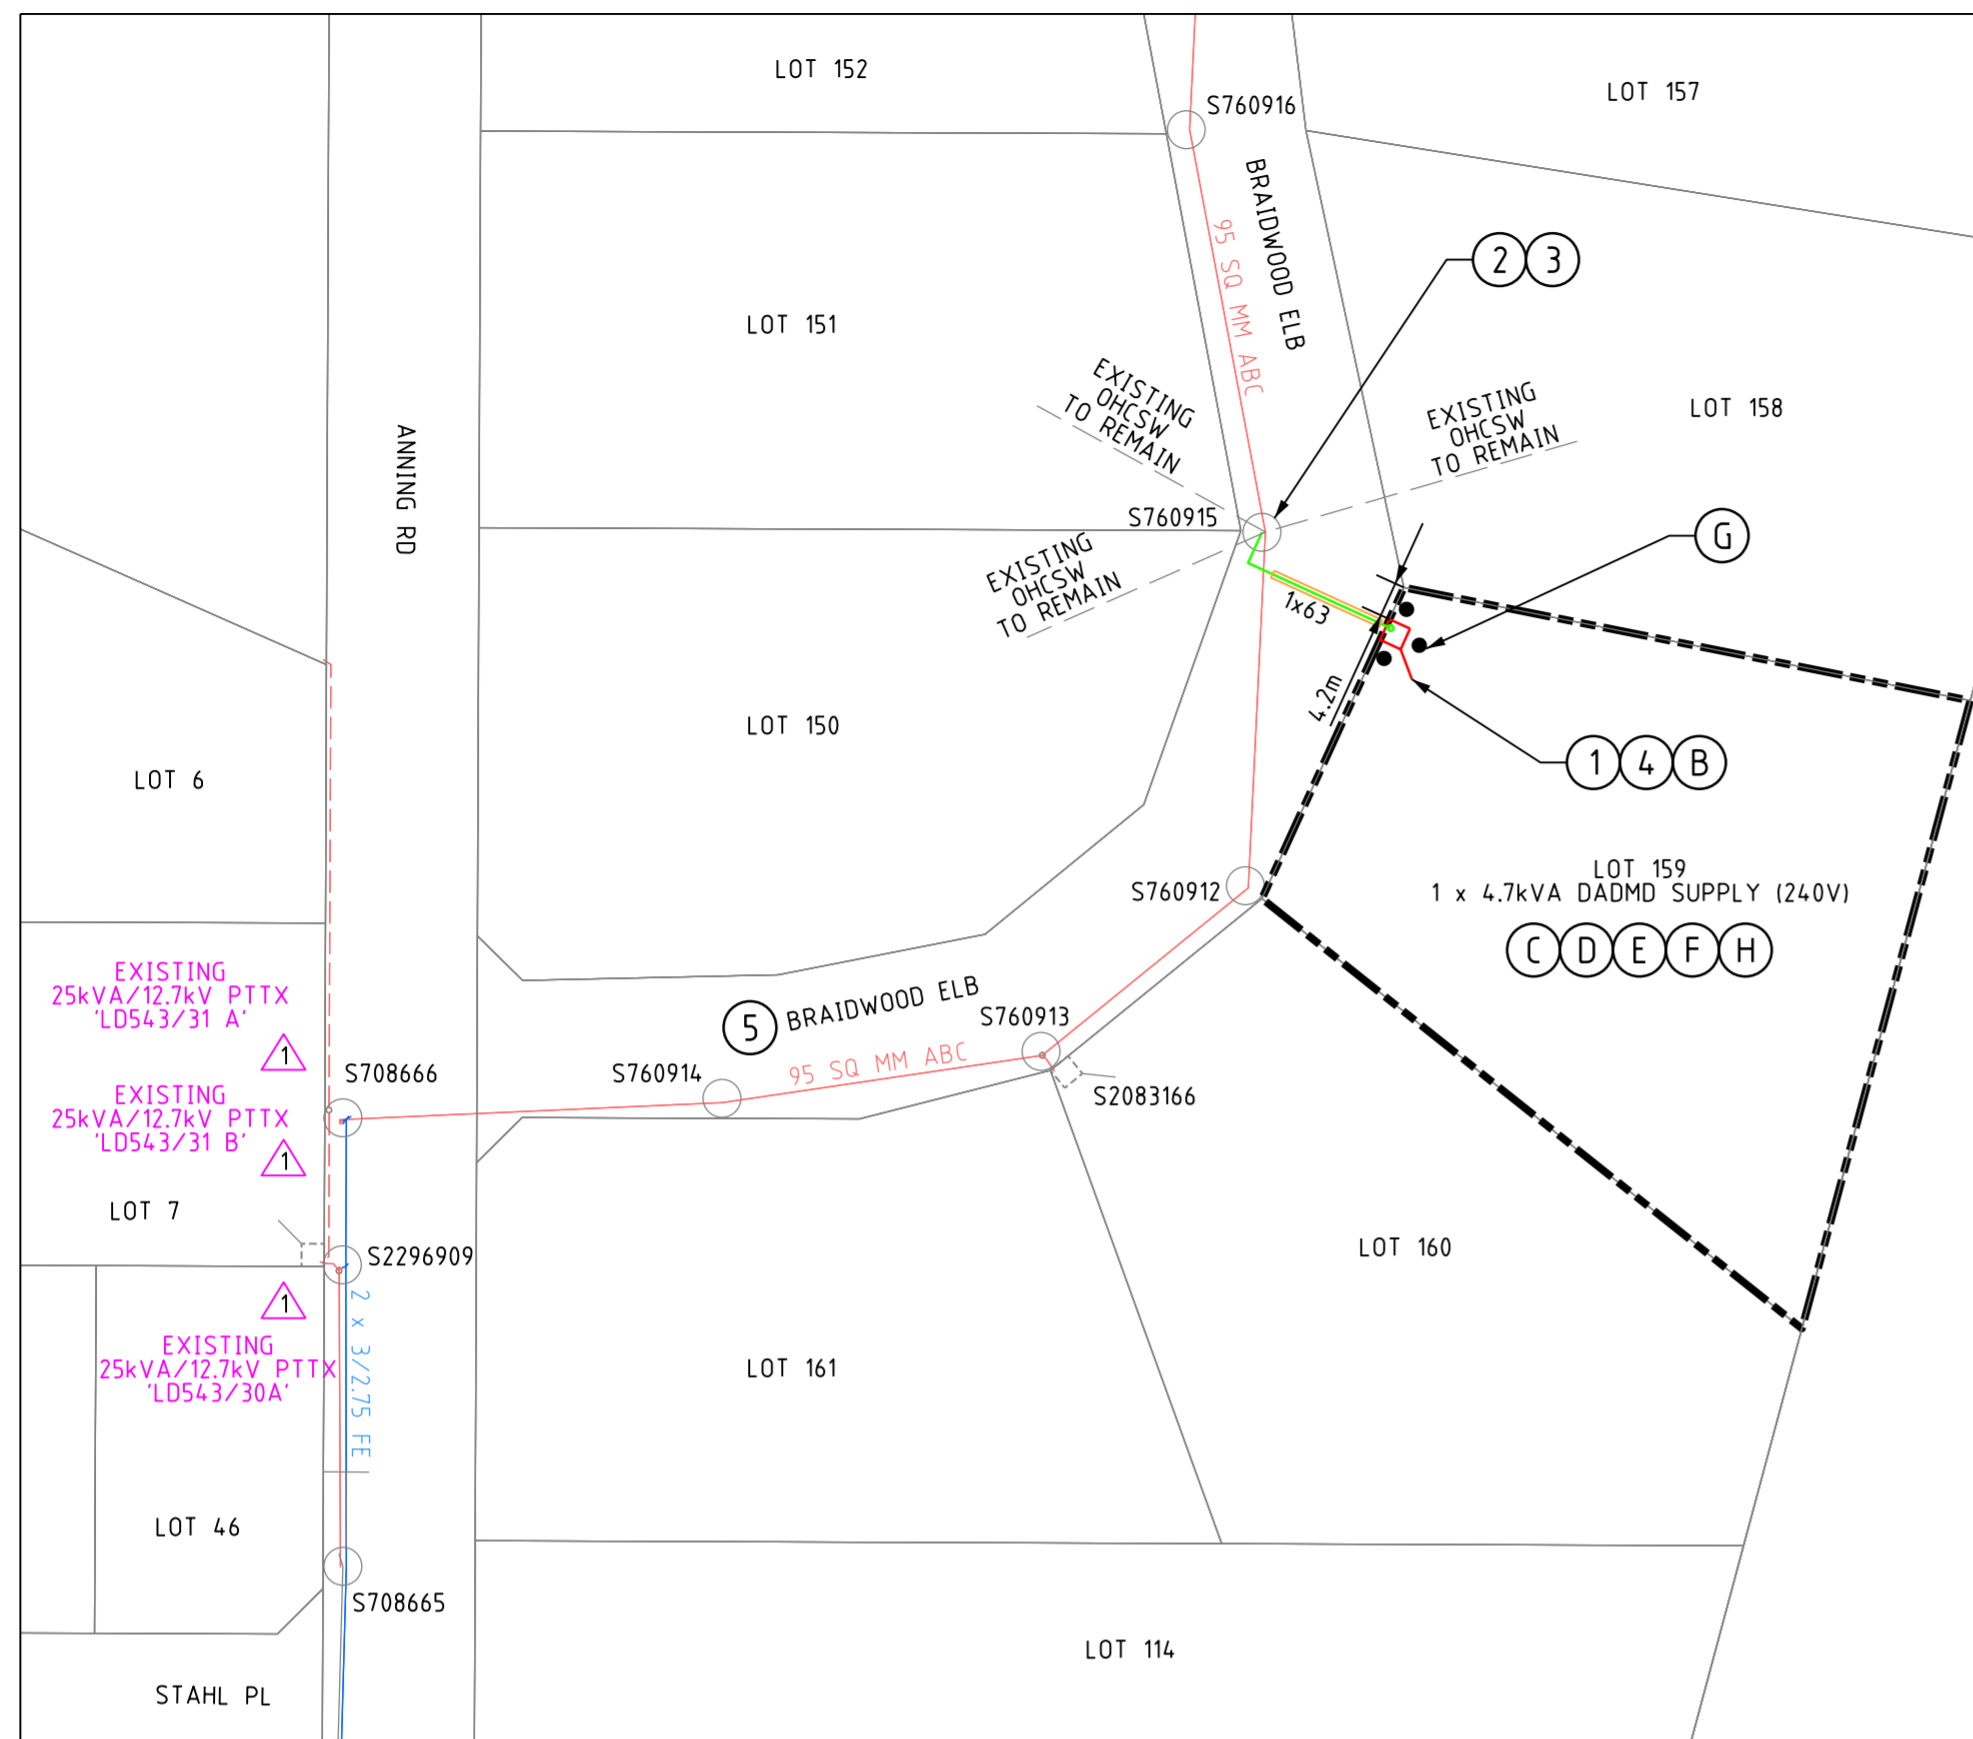 LOT 152
LOT 157
S760916
BRAIDWOOD ELB
95 SQ MM ABC
2 3
LOT 151
EXISTING
OHCSW
TO REMAIN
EXISTING
OHCSW
TO REMAIN
LOT 158
ANNING RD
S760915
G
EXISTING
OHCSW
TO REMAIN
1x63
4.2m
LOT 150
1 4 B
LOT 6
LOT 159
1 x 4.7kVA DADMD SUPPLY (240V)
C D E F H
S760912
EXISTING
25kVA/12.7kV PTTX
'LD543/31 A'
1
5
BRAIDWOOD ELB
S760913
95 SQ MM ABC
S760914
S708666
S2083166
EXISTING
25kVA/12.7kV PTTX
'LD543/31 B'
1
LOT 7
S2296909
LOT 160
1
2 x 3/2.75 FE
EXISTING
25kVA/12.7kV PTTX
'LD543/30A'
LOT 161
LOT 46
S708665
LOT 114
STAHL PL